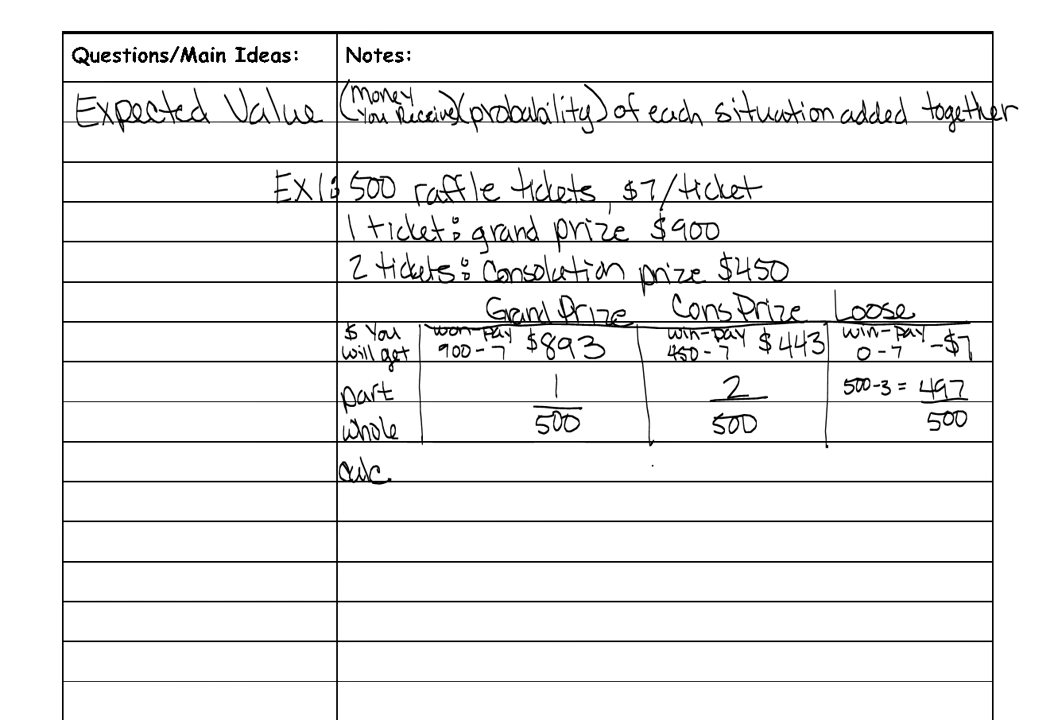 Questions/Main Ideas: Notes:
Expected Value (money you Receive)(probability) of each situation added together
Ex 1: 500 raffle tickets, $7/ticket
1 ticket: grand prize $900
2 tickets: Consolation prize $450
Grand Prize Cons Prize Loose
$ You will get won-pay 900-7 $893 win-pay 450-7 $443 win-pay 0-7 -$7
part 1 2 500-3 = 497
whole 500 500 500
calc.